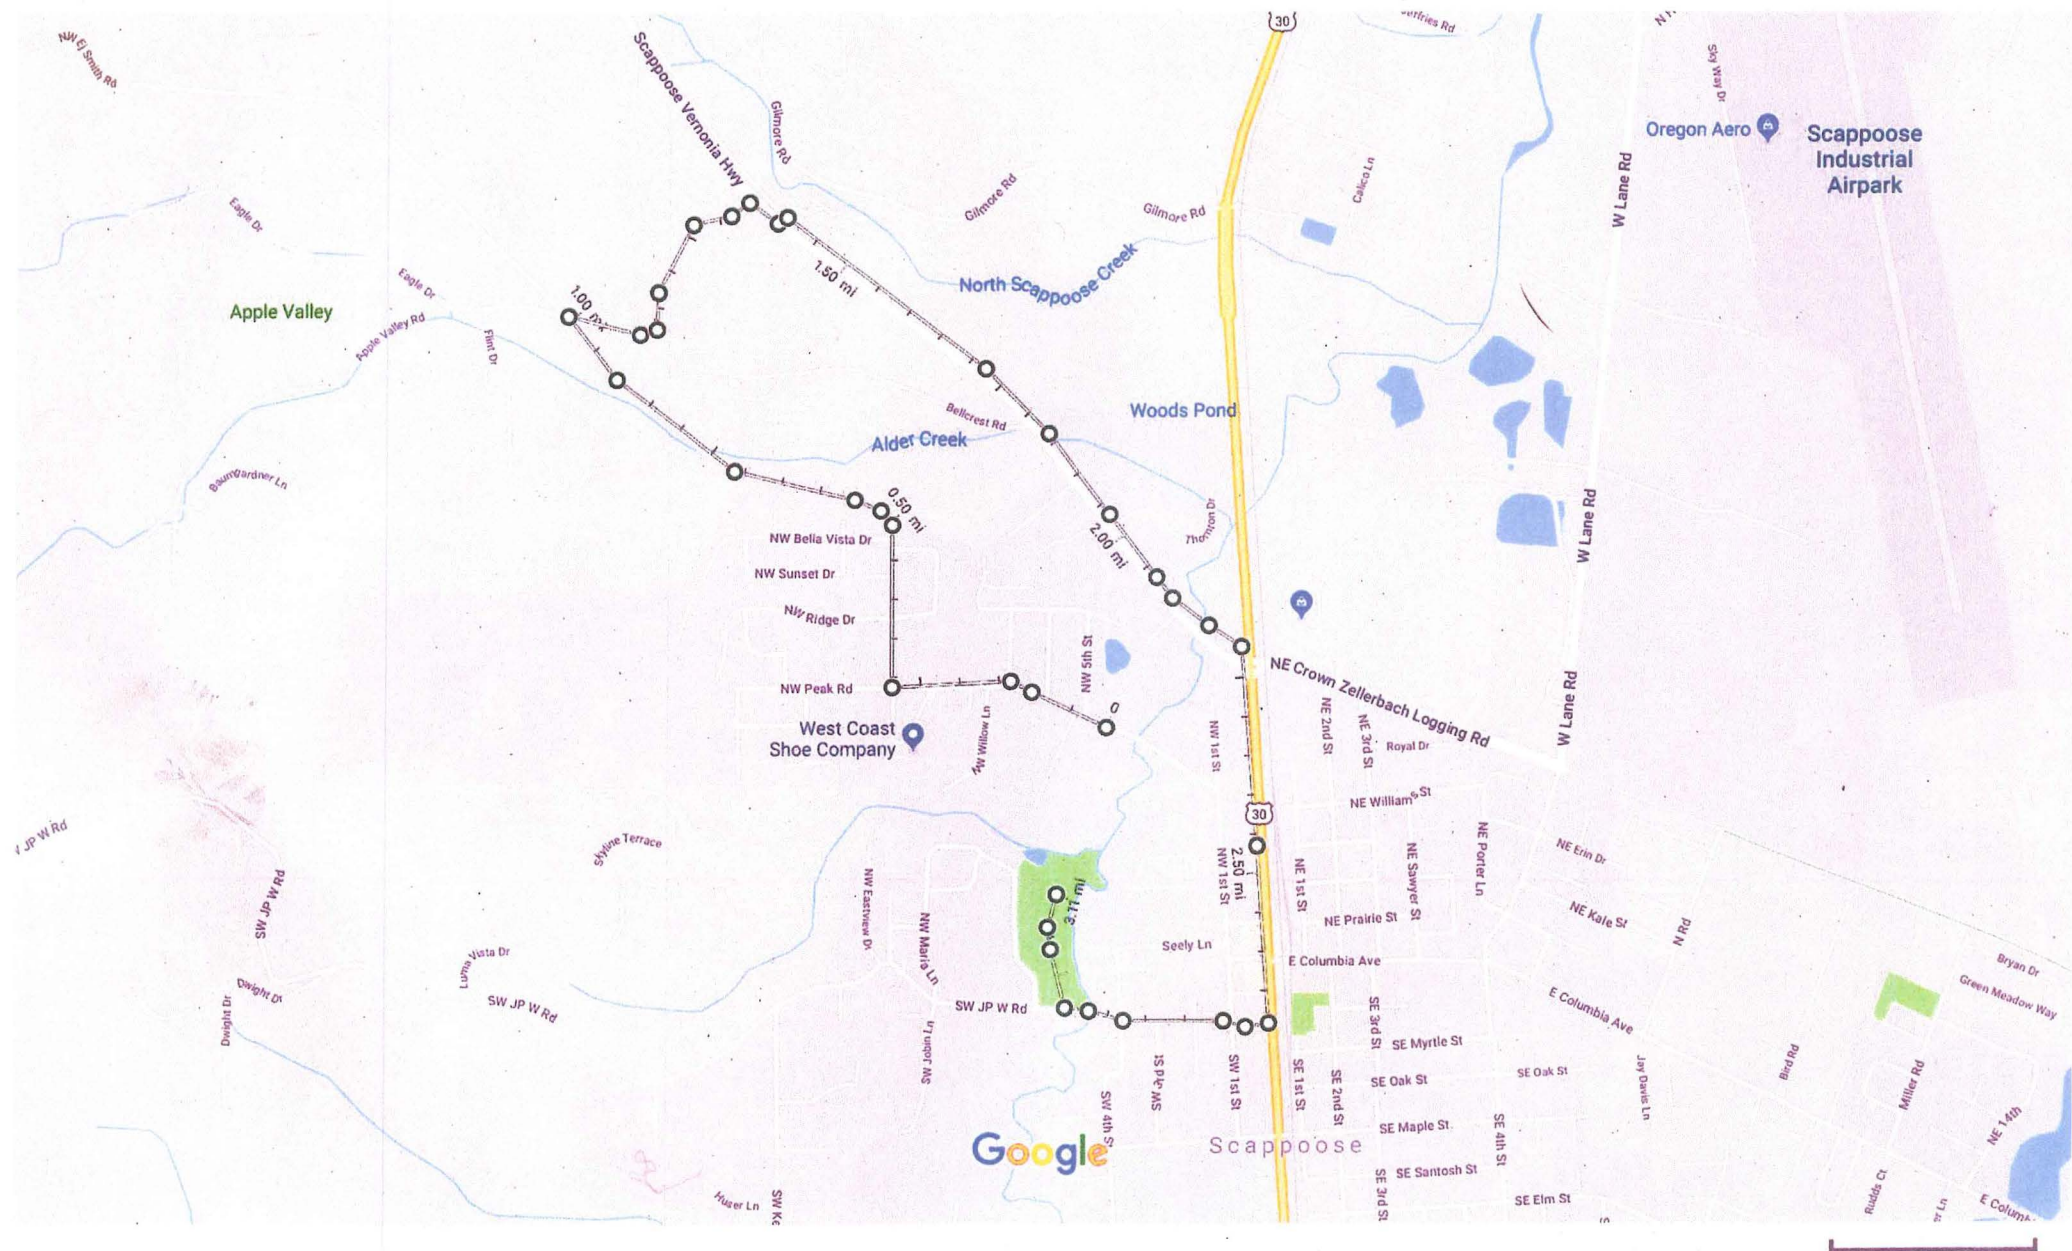 30
Jeffries Rd
NW EJ Smith Rd
Scappoose Vernonia Hwy
Sky Way Dr
Gilmore Rd
Oregon Aero
Scappoose
Industrial
Airpark
Calico Ln
W Lane Rd
Gilmore Rd
Gilmore Rd
Eagle Dr
North Scappoose Creek
Eagle Dr
1.50 mi
1.00 mi
Apple Valley
Apple Valley Rd
Flint Dr
Bellcrest Rd
Woods Pond
Alder Creek
Baumgardner Ln
0.50 mi
Thornton Dr
W Lane Rd
2.00 mi
NW Bella Vista Dr
NW Sunset Dr
NW Ridge Dr
NW 5th St
NW Peak Rd
NE Crown Zellerbach Logging Rd
W Lane Rd
0
West Coast
Shoe Company
NW Willow Ln
NW 1st St
NE 2nd St
NE 3rd St
Royal Dr
NE Williams St
30
JP W Rd
Skyline Terrace
2.50 mi
NW 1st St
NE 1st St
NE Sawyer St
NE Porter Ln
NE Erin Dr
SW JP W Rd
NW Eastview Dr
NW Maria Ln
3.11 mi
NE Prairie St
NE Kale St
N Rd
Seely Ln
E Columbia Ave
Luma Vista Dr
Bryan Dr
Green Meadow Way
Dwight Dr
Dwight Dr
SW JP W Rd
SW JP W Rd
E Columbia Ave
SE 3rd St
SE Myrtle St
SW Jobin Ln
SW 4th St
SW 1st St
SE 1st St
SE 2nd St
SE Oak St
SE Oak St
Jay Davis Ln
Bird Rd
Miller Rd
SE Maple St
SE 4th St
NE 14th
Google
Scappoose
SE 3rd St
SE Santosh St
SE Elm St
Huser Ln
Rudds Ct